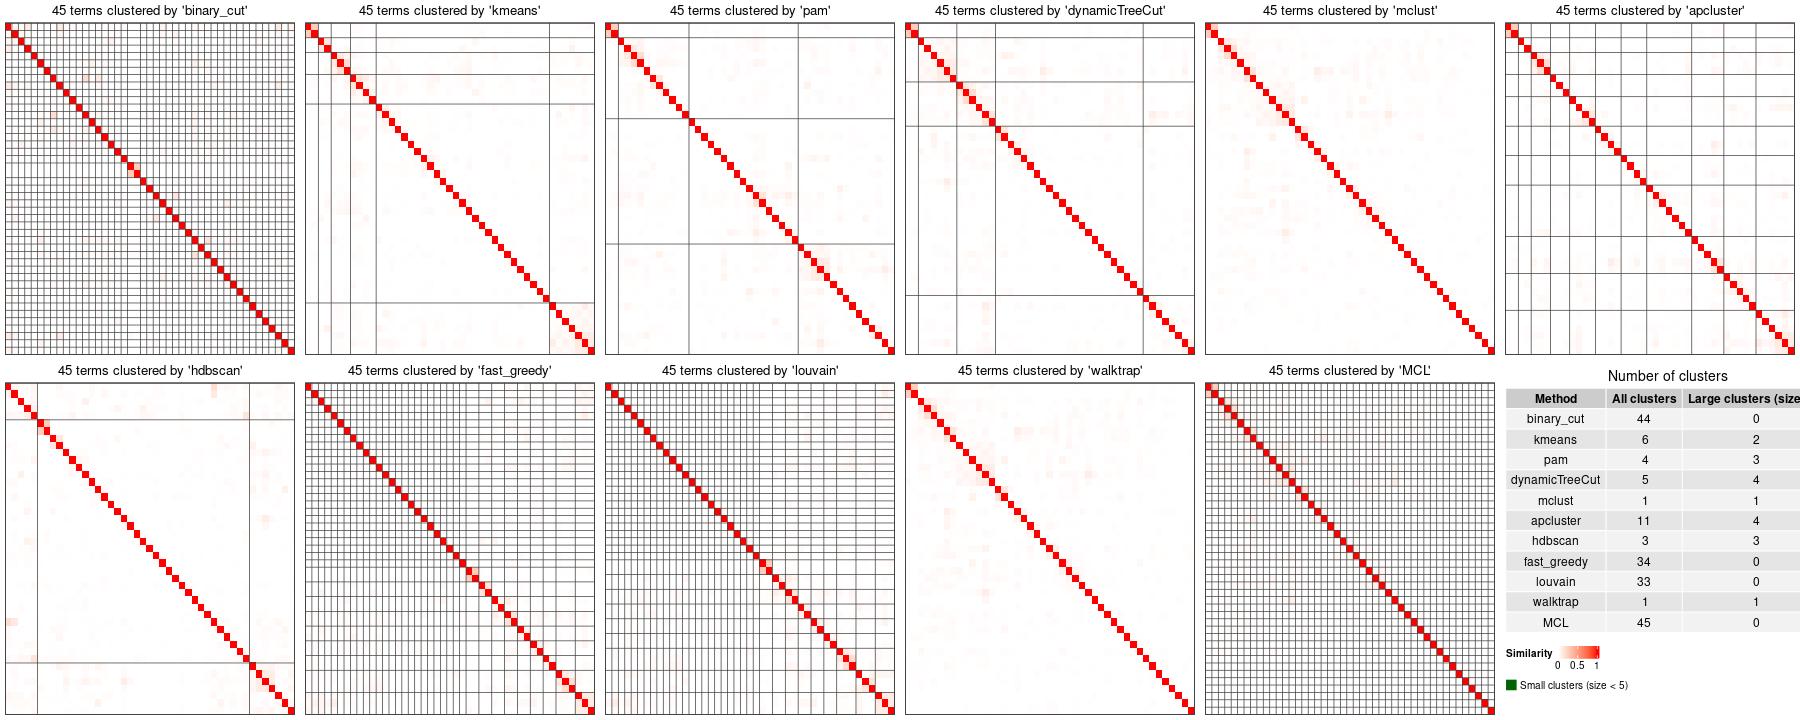 45 terms clustered by 'binary_cut'
45 terms clustered by 'kmeans'
45 terms clustered by 'pam'
45 terms clustered by 'dynamicTreeCut'
45 terms clustered by 'mclust'
45 terms clustered by 'apcluster'
45 terms clustered by 'hdbscan'
45 terms clustered by 'fast_greedy'
45 terms clustered by 'louvain'
45 terms clustered by 'walktrap'
45 terms clustered by 'MCL'
Number of clusters
Method All clusters Large clusters (size
binary_cut 44 0
kmeans 6 2
pam 4 3
dynamicTreeCut 5 4
mclust 1 1
apcluster 11 4
hdbscan 3 3
fast_greedy 34 0
louvain 33 0
walktrap 1 1
MCL 45 0
Similarity
0 0.5 1
Small clusters (size < 5)